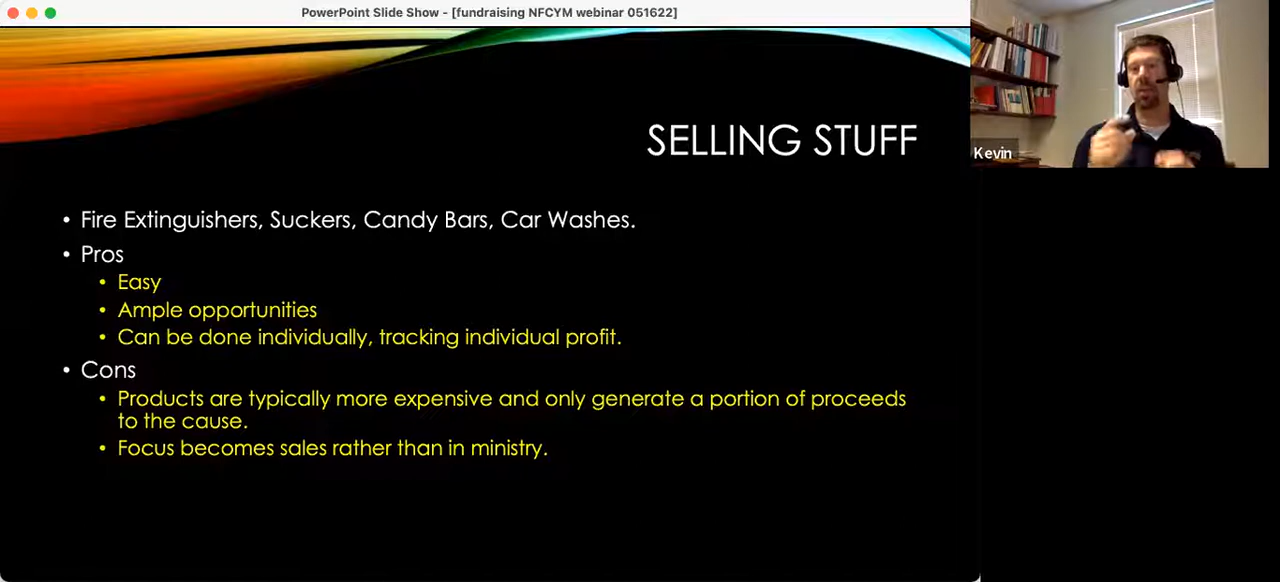 PowerPoint Slide Show - [fundraising NFCYM webinar 051622]
SELLING STUFF
• Fire Extinguishers, Suckers, Candy Bars, Car Washes.
• Pros
• Easy
• Ample opportunities
• Can be done individually, tracking individual profit.
• Cons
• Products are typically more expensive and only generate a portion of proceeds
to the cause.
• Focus becomes sales rather than in ministry.
Kevin